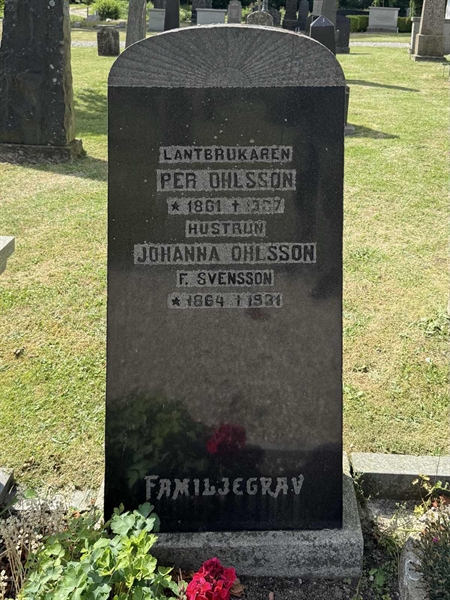 LANTBRUKAREN
PER OHLSSON
* 1861 †
HUSTRUN
JOHANNA OHLSSON
F. SVENSSON
* 1864 † 1931
FAMILJEGRAV